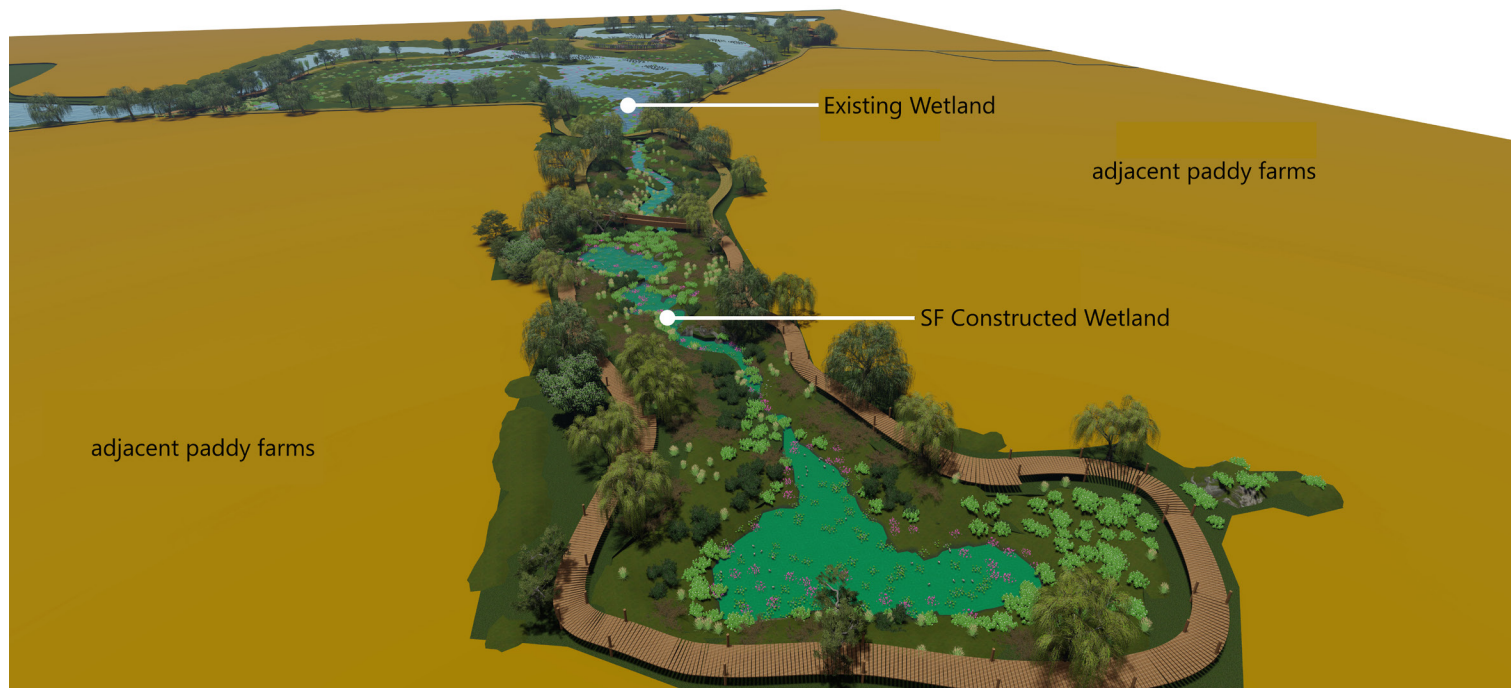 Existing Wetland
adjacent paddy farms
SF Constructed Wetland
adjacent paddy farms